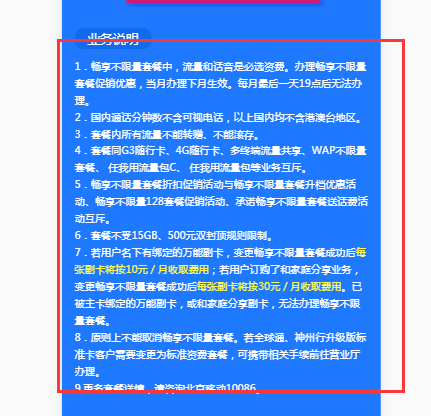 业务说明
1．畅享不限量套餐中，流量和话音是必选资费。办理畅享不限量
套餐促销优惠，当月办理下月生效。每月最后一天19点后无法办
理。
2．国内通话分钟数不含可视电话，以上国内均不含港澳台地区。
3．套餐内所有流量不能转赠、不能滚存。
4．套餐同G3随行卡、4G随行卡、多终端流量共享、WAP不限量
套餐、 任我用流量包C、 任我用流量包等业务互斥。
5．畅享不限量套餐折扣促销活动与畅享不限量套餐升档优惠活
动、畅享不限量128套餐促销活动、承诺畅享不限量套餐送话费活
动互斥。
6．套餐不受15GB、500元双封顶规则限制。
7．若用户名下有绑定的万能副卡，变更畅享不限量套餐成功后每
张副卡将按10元 / 月收取费用；若用户订购了和家庭分享业务，
变更畅享不限量套餐成功后每张副卡将按30元 / 月收取费用。已
被主卡绑定的万能副卡，或和家庭分享副卡，无法办理畅享不限
量套餐。
8．原则上不能取消畅享不限量套餐。若全球通、神州行升级版标
准卡客户需要变更为标准资费套餐，可携带相关手续前往营业厅
办理。
9.更多套餐详情，请咨询北京移动10086。